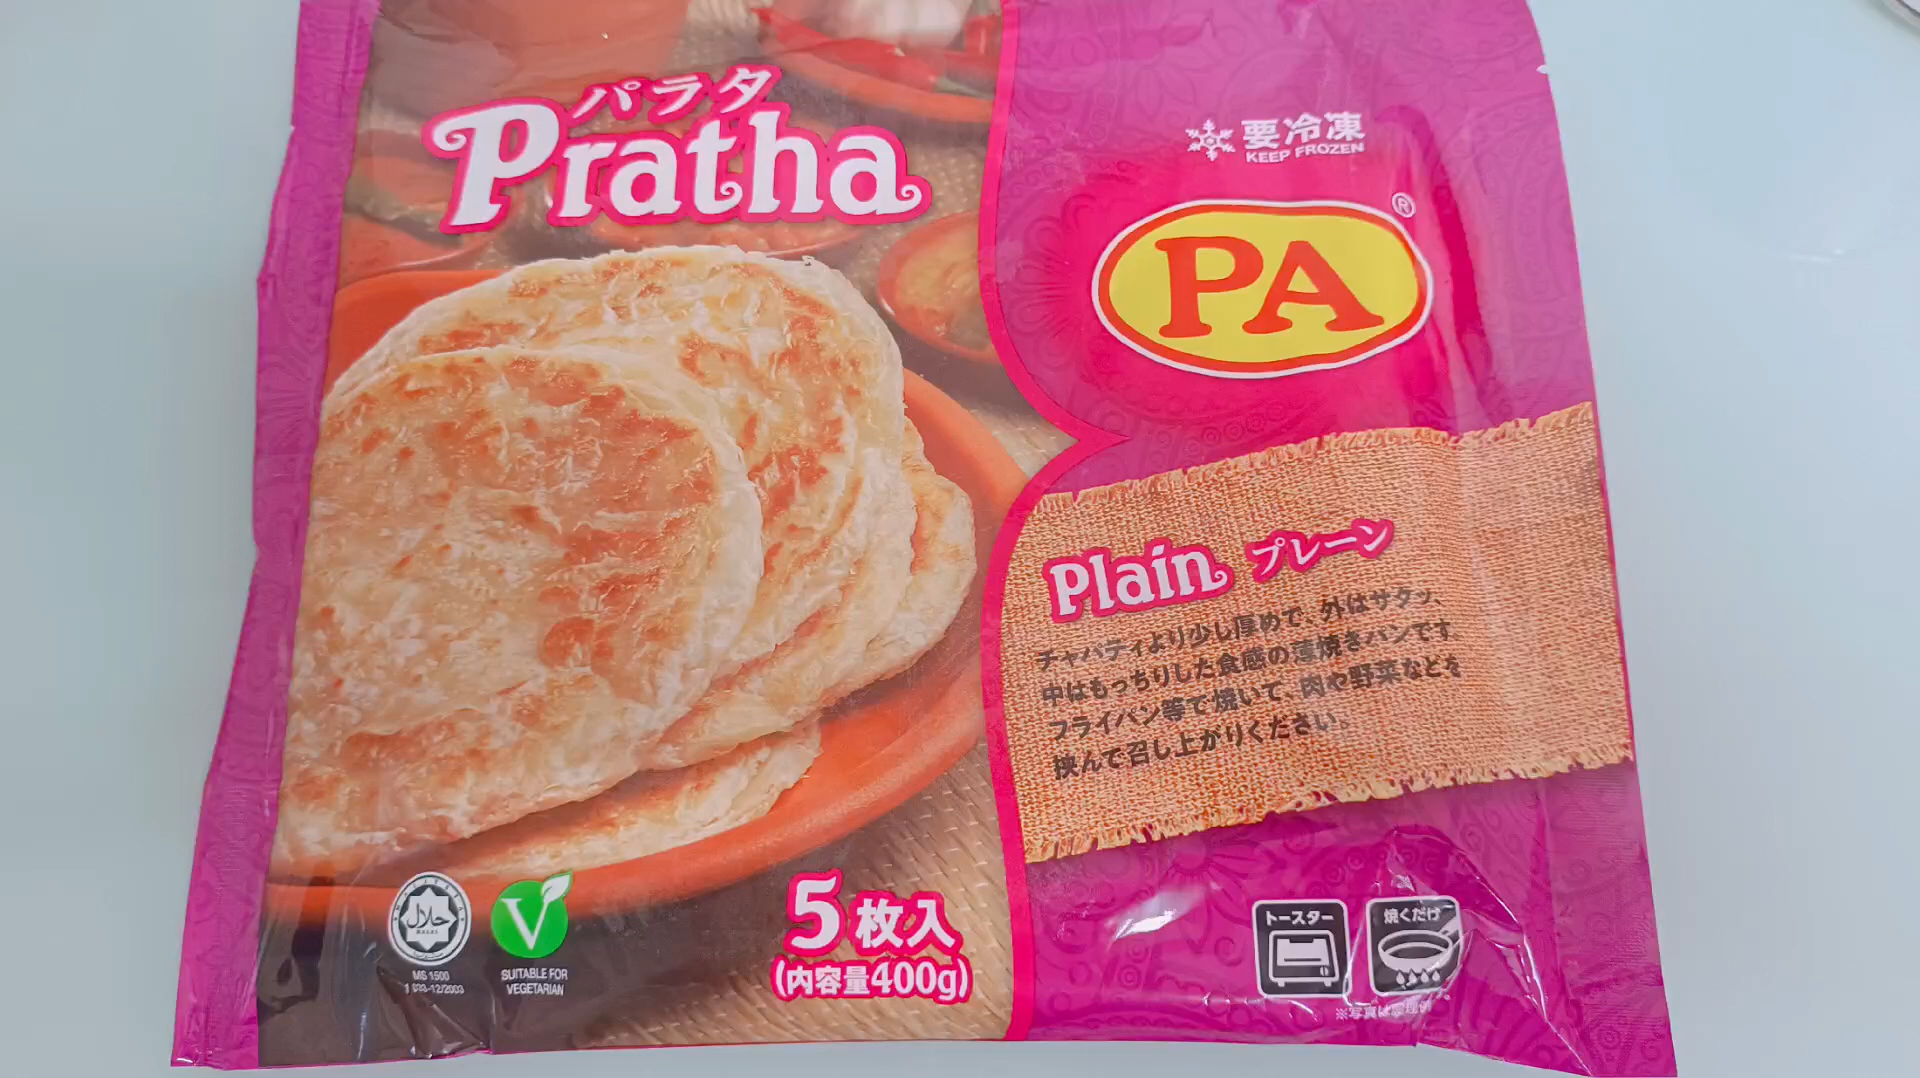 パラタ
Pratha
要冷凍
KEEP FROZEN
PA®
Plain プレーン
チャパティより少し厚めで、外はサクッ、
中はもっちりした食感の薄焼きパンです
フライパン等で焼いて、肉や野菜などを
挟んで召し上がりください。
حلال
HALAL
MS 1500
SUITABLE FOR
VEGETARIAN
5枚入
(内容量400g)
トースター
焼くだけ